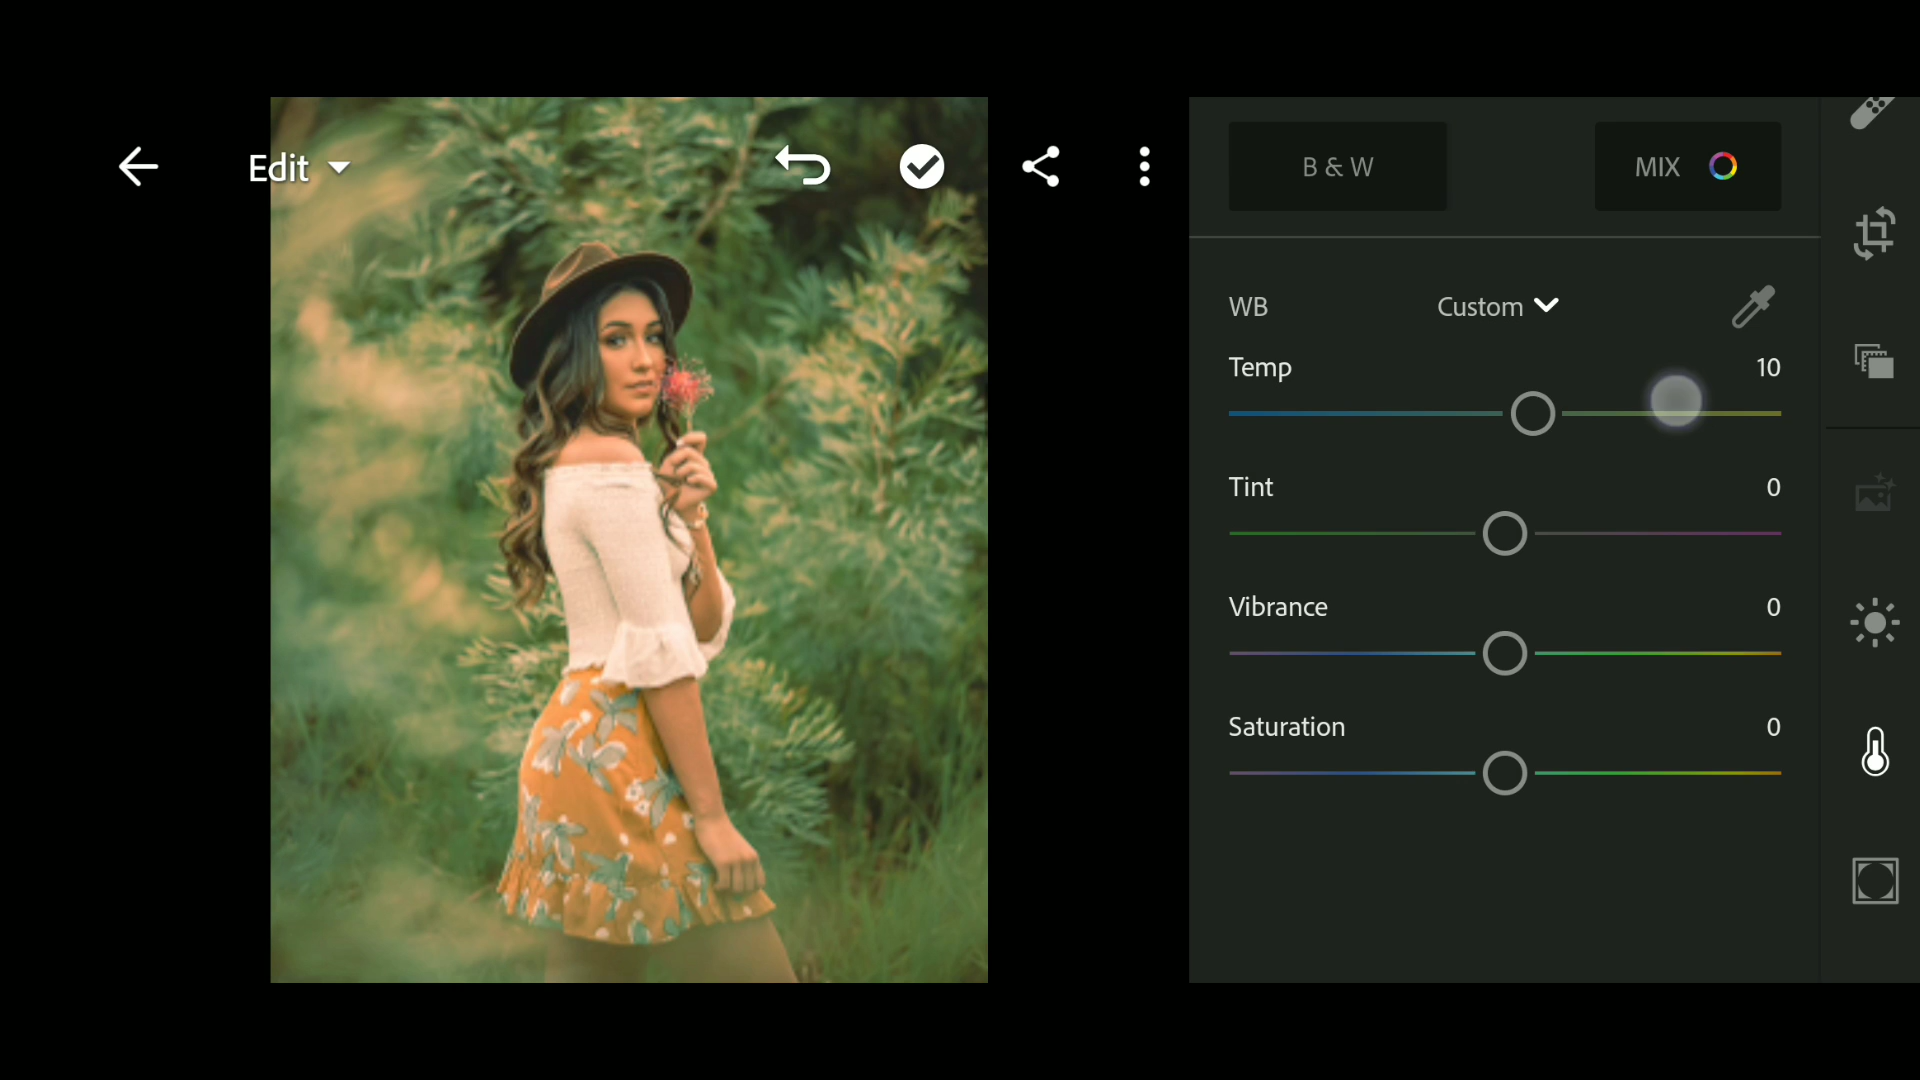 Edit
B & W
MIX
WB
Custom
Temp
10
Tint
0
Vibrance
0
Saturation
0